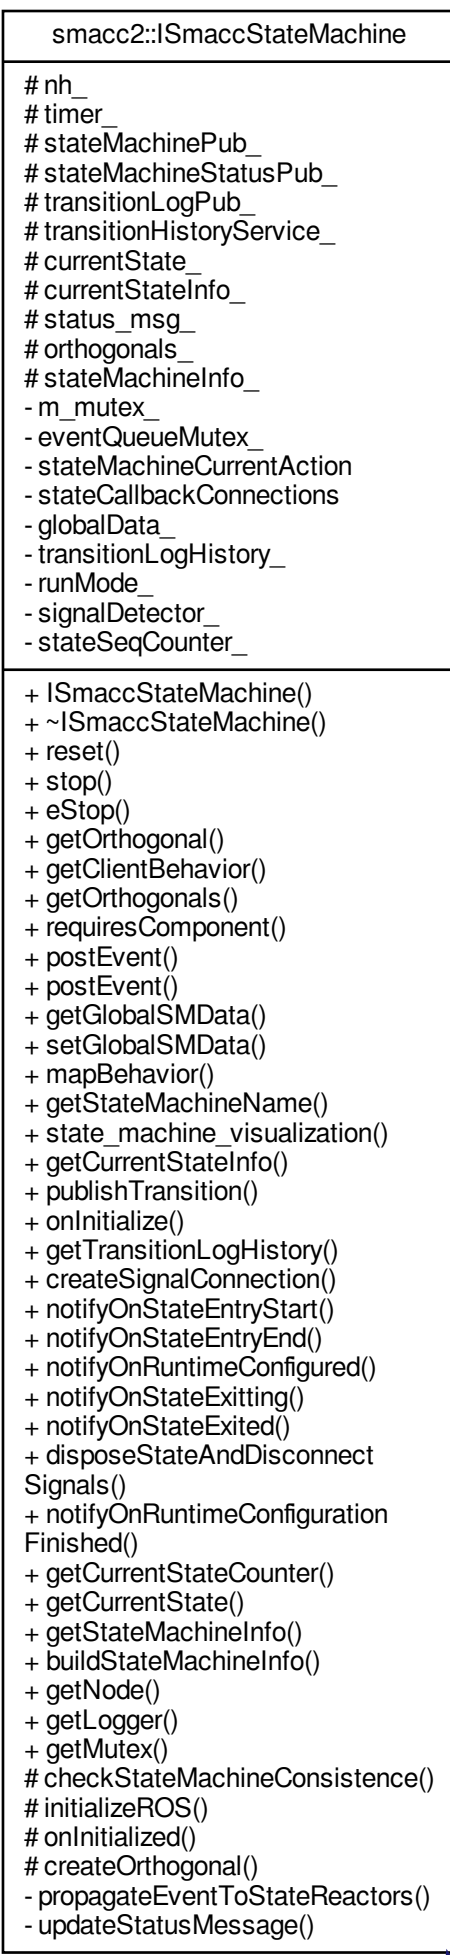 smacc2::ISmaccStateMachine
# nh_
# timer_
# stateMachinePub_
# stateMachineStatusPub_
# transitionLogPub_
# transitionHistoryService_
# currentState_
# currentStateInfo_
# status_msg_
# orthogonals_
# stateMachineInfo_
- m_mutex_
- eventQueueMutex_
- stateMachineCurrentAction
- stateCallbackConnections
- globalData_
- transitionLogHistory_
- runMode_
- signalDetector_
- stateSeqCounter_
+ ISmaccStateMachine()
+ ~ISmaccStateMachine()
+ reset()
+ stop()
+ eStop()
+ getOrthogonal()
+ getClientBehavior()
+ getOrthogonals()
+ requiresComponent()
+ postEvent()
+ postEvent()
+ getGlobalSMData()
+ setGlobalSMData()
+ mapBehavior()
+ getStateMachineName()
+ state_machine_visualization()
+ getCurrentStateInfo()
+ publishTransition()
+ onInitialize()
+ getTransitionLogHistory()
+ createSignalConnection()
+ notifyOnStateEntryStart()
+ notifyOnStateEntryEnd()
+ notifyOnRuntimeConfigured()
+ notifyOnStateExitting()
+ notifyOnStateExited()
+ disposeStateAndDisconnect
Signals()
+ notifyOnRuntimeConfiguration
Finished()
+ getCurrentStateCounter()
+ getCurrentState()
+ getStateMachineInfo()
+ buildStateMachineInfo()
+ getNode()
+ getLogger()
+ getMutex()
# checkStateMachineConsistence()
# initializeROS()
# onInitialized()
# createOrthogonal()
- propagateEventToStateReactors()
- updateStatusMessage()